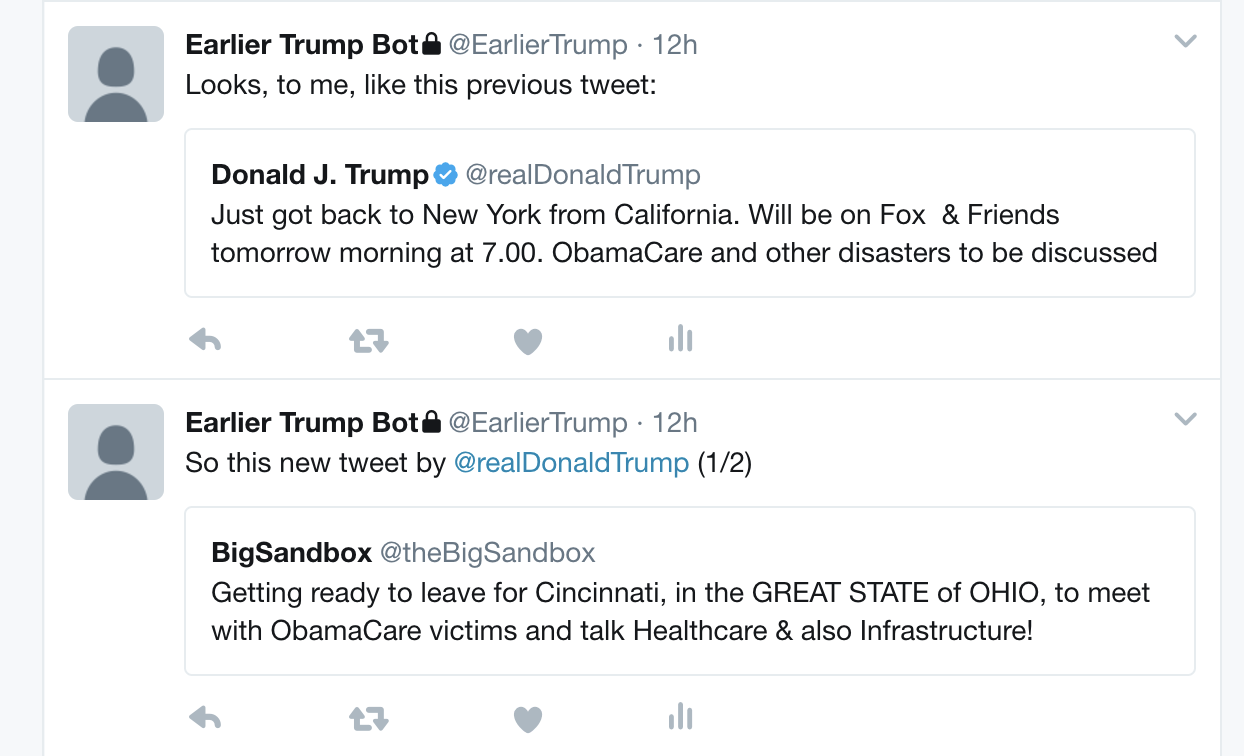 Earlier Trump Bot @EarlierTrump · 12h
Looks, to me, like this previous tweet:
Donald J. Trump @realDonaldTrump
Just got back to New York from California. Will be on Fox  & Friends
tomorrow morning at 7.00. ObamaCare and other disasters to be discussed
Earlier Trump Bot @EarlierTrump · 12h
So this new tweet by @realDonaldTrump (1/2)
BigSandbox @theBigSandbox
Getting ready to leave for Cincinnati, in the GREAT STATE of OHIO, to meet
with ObamaCare victims and talk Healthcare & also Infrastructure!